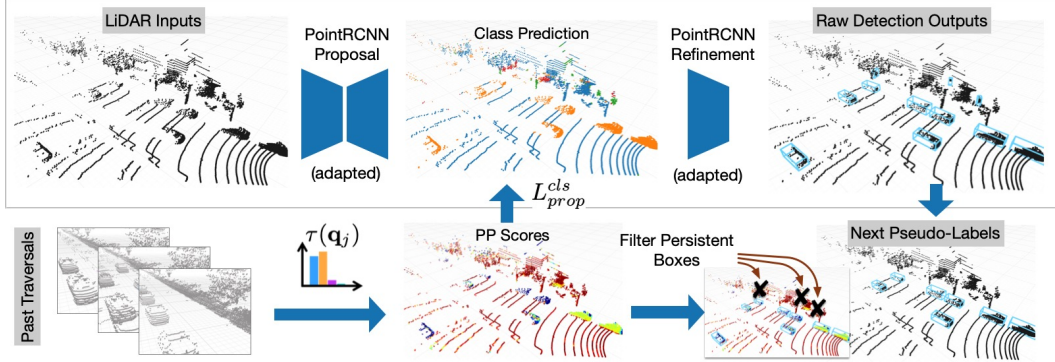 LiDAR Inputs
PointRCNN
Proposal
(adapted)
Class Prediction
PointRCNN
Refinement
(adapted)
Raw Detection Outputs
L_{prop}^{cls}
Past Traversals
τ(q_j)
PP Scores
Filter Persistent
Boxes
Next Pseudo-Labels